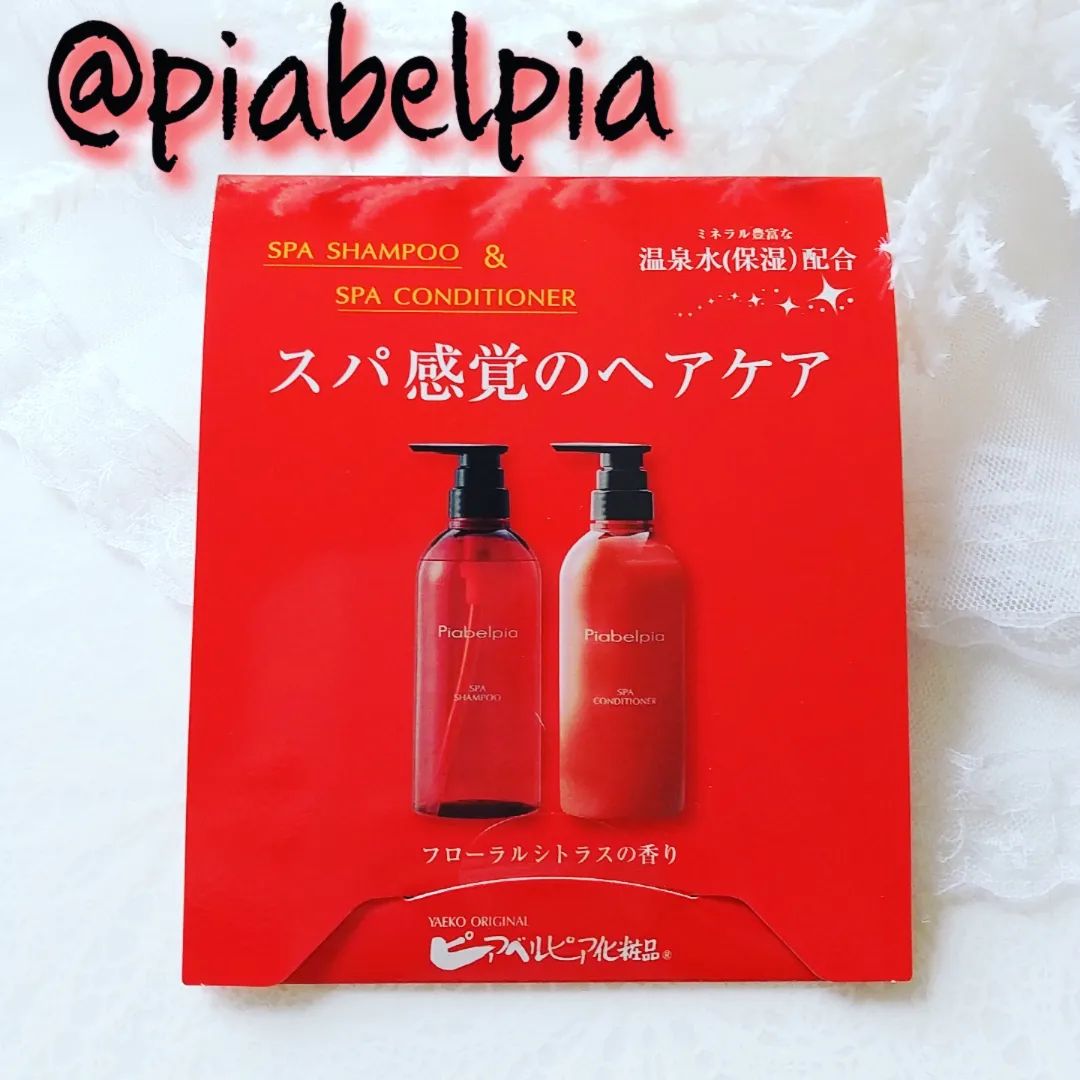 @piabelpia
SPA SHAMPOO &
SPA CONDITIONER
ミネラル豊富な
温泉水(保湿)配合
スパ感覚のヘアケア
Piabelpia
SPA
SHAMPOO
Piabelpia
SPA
CONDITIONER
フローラルシトラスの香り
YAEKO ORIGINAL
ピアベルピア化粧品®